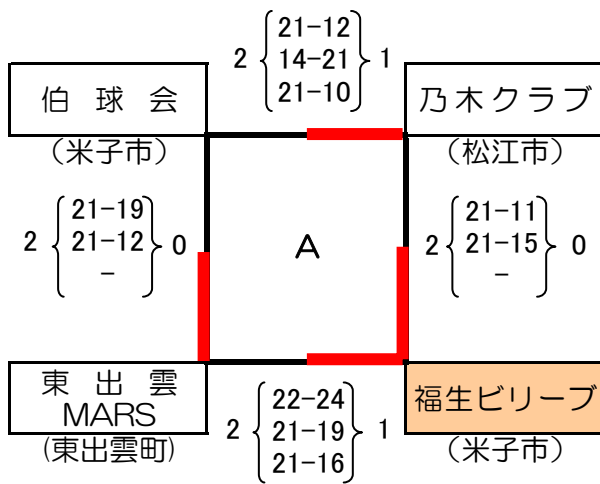 21-12
2 14-21 1
21-10
伯球会
乃木クラブ
(米子市)
(松江市)
21-19
2 21-12 0
-
A
21-11
2 21-15 0
-
東出雲
MARS
(東出雲町)
福生ビリーブ
(米子市)
22-24
2 21-19 1
21-16